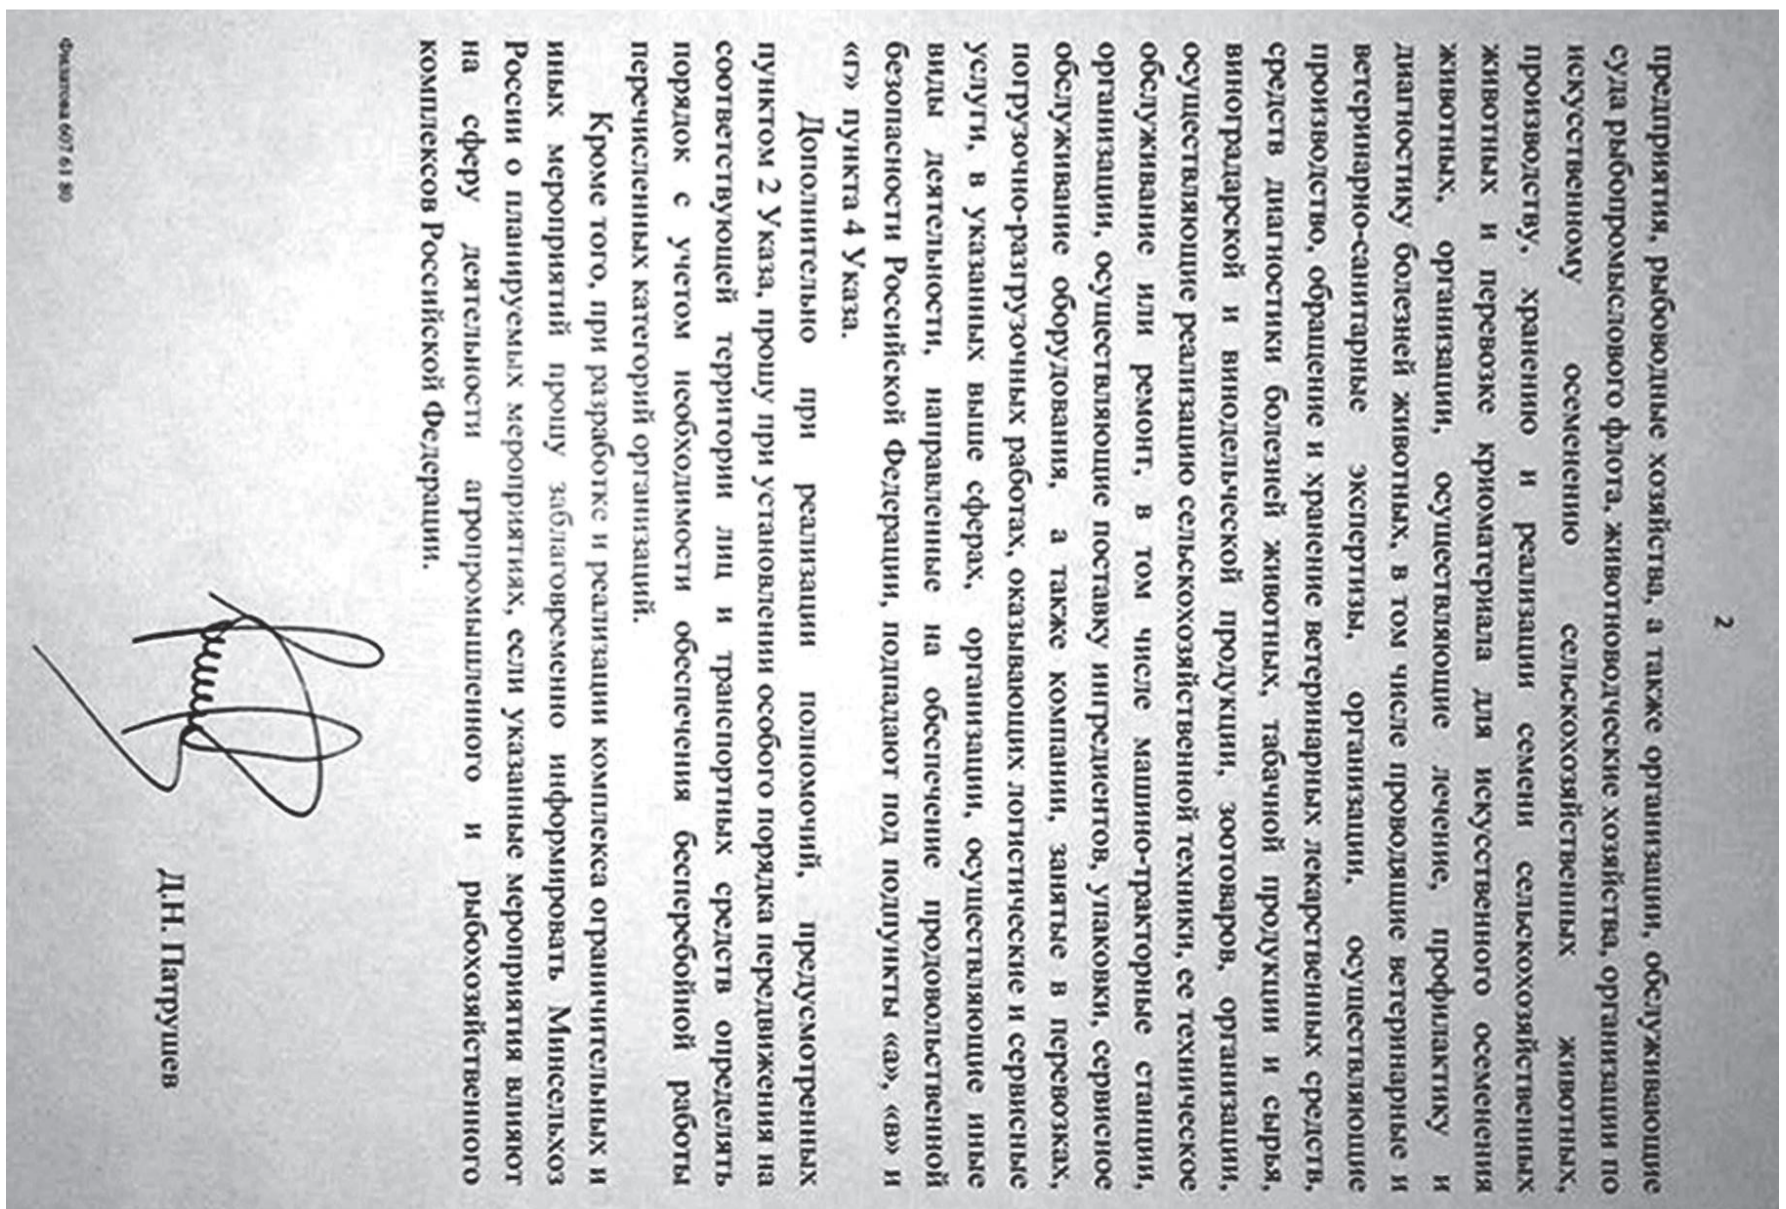 2
предприятия, рыбоводные хозяйства, а также организации, обслуживающие
суда рыбопромыслового флота, животноводческие хозяйства, организации по
искусственному осеменению сельскохозяйственных животных,
производству, хранению и реализации семени сельскохозяйственных
животных и перевозке криоматериала для искусственного осеменения
животных, организации, осуществляющие лечение, профилактику и
диагностику болезней животных, в том числе проводящие ветеринарные и
ветеринарно-санитарные экспертизы, организации, осуществляющие
производство, обращение и хранение ветеринарных лекарственных средств,
средств диагностики болезней животных, табачной продукции и сырья,
виноградарской и винодельческой продукции, зоотоваров, организации,
осуществляющие реализацию сельскохозяйственной техники, ее техническое
обслуживание или ремонт, в том числе машино-тракторные станции,
организации, осуществляющие поставку ингредиентов, упаковки, сервисное
обслуживание оборудования, а также компании, занятые в перевозках,
погрузочно-разгрузочных работах, оказывающих логистические и сервисные
услуги, в указанных выше сферах, организации, осуществляющие иные
виды деятельности, направленные на обеспечение продовольственной
безопасности Российской Федерации, подпадают под подпункты «а», «в» и
«г» пункта 4 Указа.
Дополнительно при реализации полномочий, предусмотренных
пунктом 2 Указа, прошу при установлении особого порядка передвижения на
соответствующей территории лиц и транспортных средств определять
порядок с учетом необходимости обеспечения бесперебойной работы
перечисленных категорий организаций.
Кроме того, при разработке и реализации комплекса ограничительных и
иных мероприятий прошу заблаговременно информировать Минсельхоз
России о планируемых мероприятиях, если указанные мероприятия влияют
на сферу деятельности агропромышленного и рыбохозяйственного
комплексов Российской Федерации.
Д.Н. Патрушев
Филатова 607 61 80